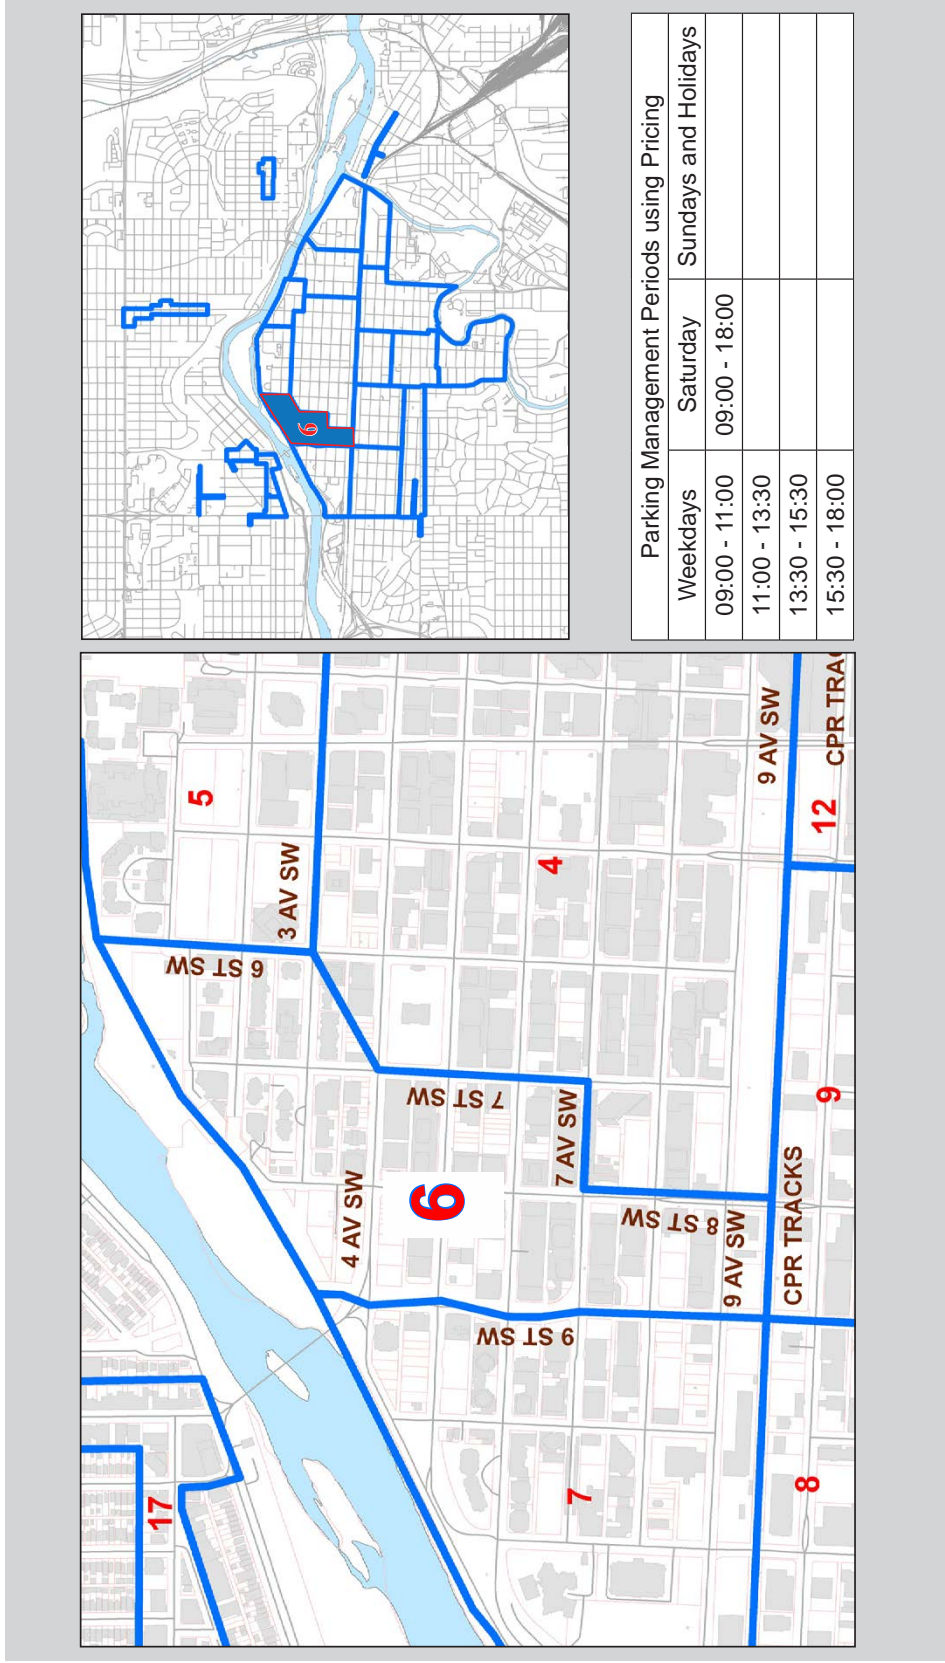 17
5
6 ST SW
3 AV SW
4 AV SW
6
7 ST SW
9 ST SW
4
7 AV SW
7
8 ST SW
9 AV SW
9 AV SW
CPR TRACKS
8
9
12
CPR TRAC
6
Parking Management Periods using Pricing
Weekdays Saturday Sundays and Holidays
09:00 - 11:00 09:00 - 18:00
11:00 - 13:30
13:30 - 15:30
15:30 - 18:00